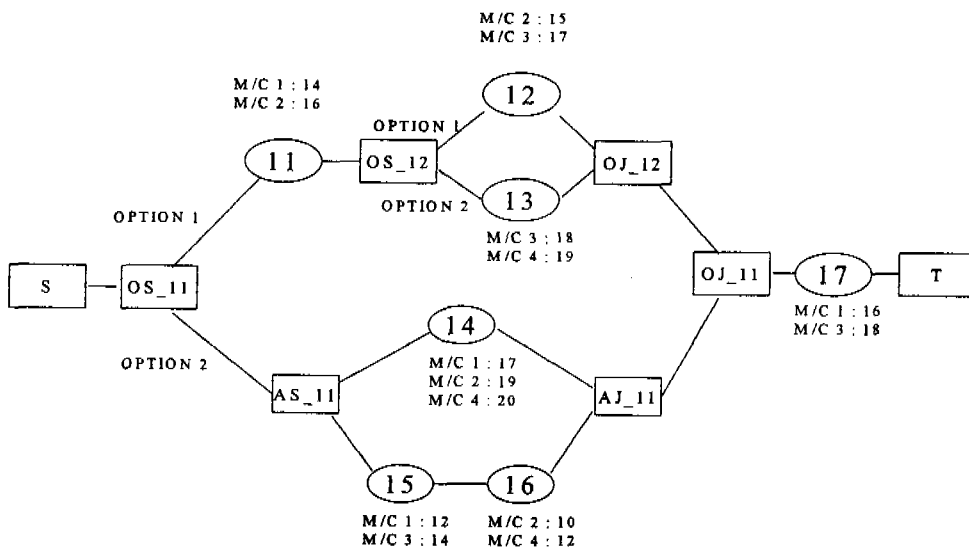 M/C 2 : 15
M/C 3 : 17
M/C 1 : 14
M/C 2 : 16
12
OPTION 1
11
OS_12
OJ_12
OPTION 2
13
M/C 3 : 18
M/C 4 : 19
OPTION 1
S
OS_11
OJ_11
17
T
M/C 1 : 16
M/C 3 : 18
OPTION 2
14
M/C 1 : 17
M/C 2 : 19
M/C 4 : 20
AS_11
AJ_11
15
16
M/C 1 : 12
M/C 3 : 14
M/C 2 : 10
M/C 4 : 12